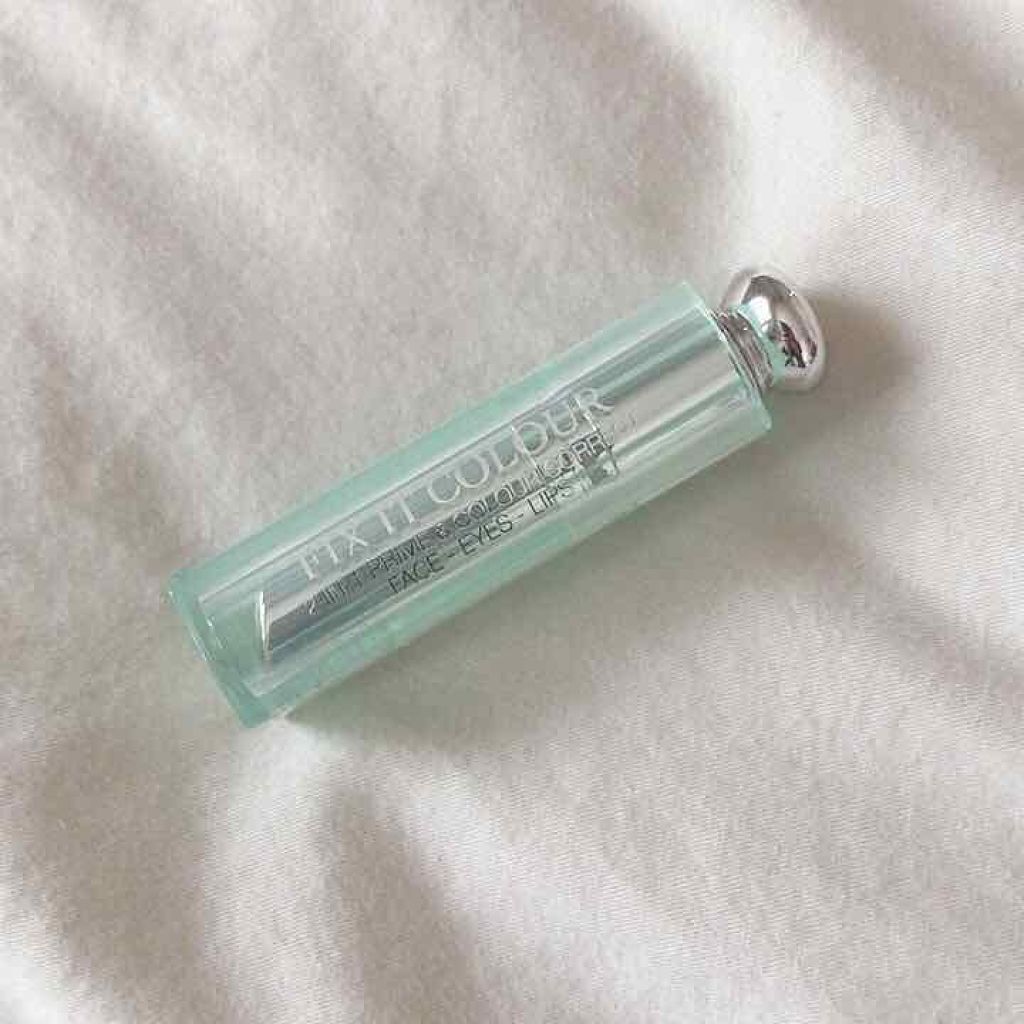 FIX IT COLOUR
2-IN-1 PRIME & COLOUR CORRECT
FACE - EYES - LIPS